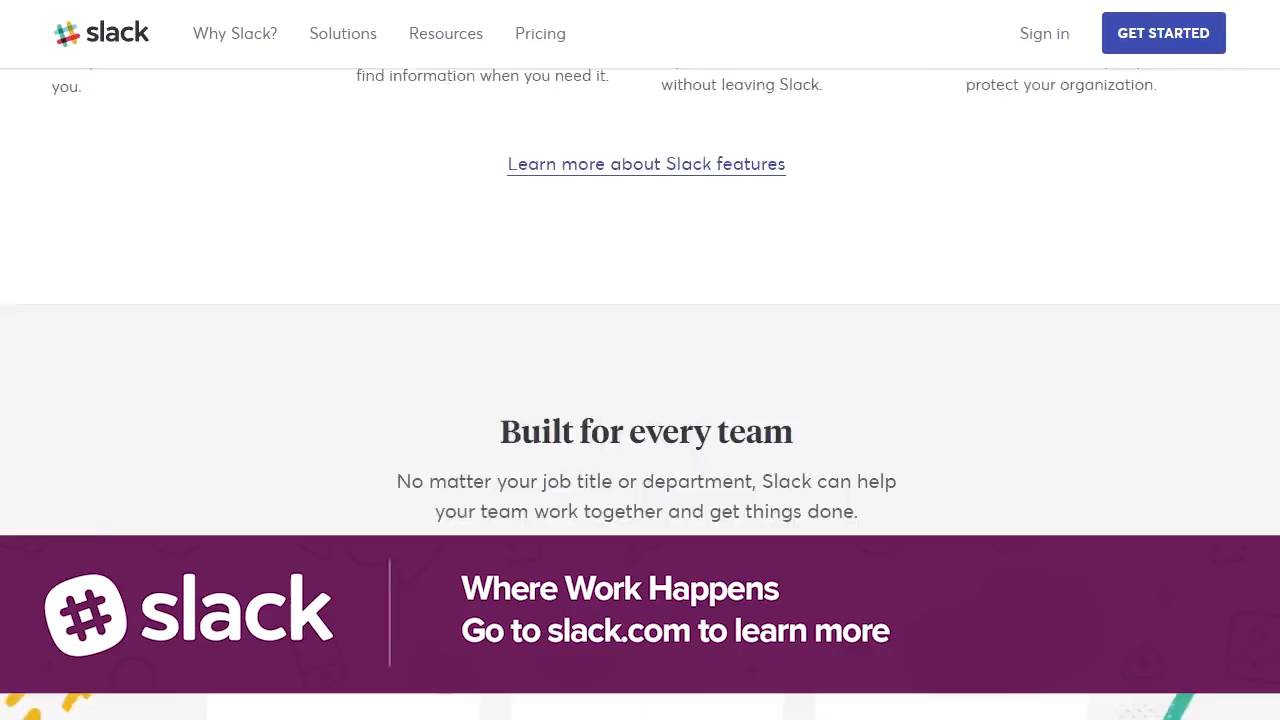 slack Why Slack? Solutions Resources Pricing Sign in GET STARTED
you. find information when you need it. without leaving Slack. protect your organization.
Learn more about Slack features
Built for every team
No matter your job title or department, Slack can help
your team work together and get things done.
slack
Where Work Happens
Go to slack.com to learn more